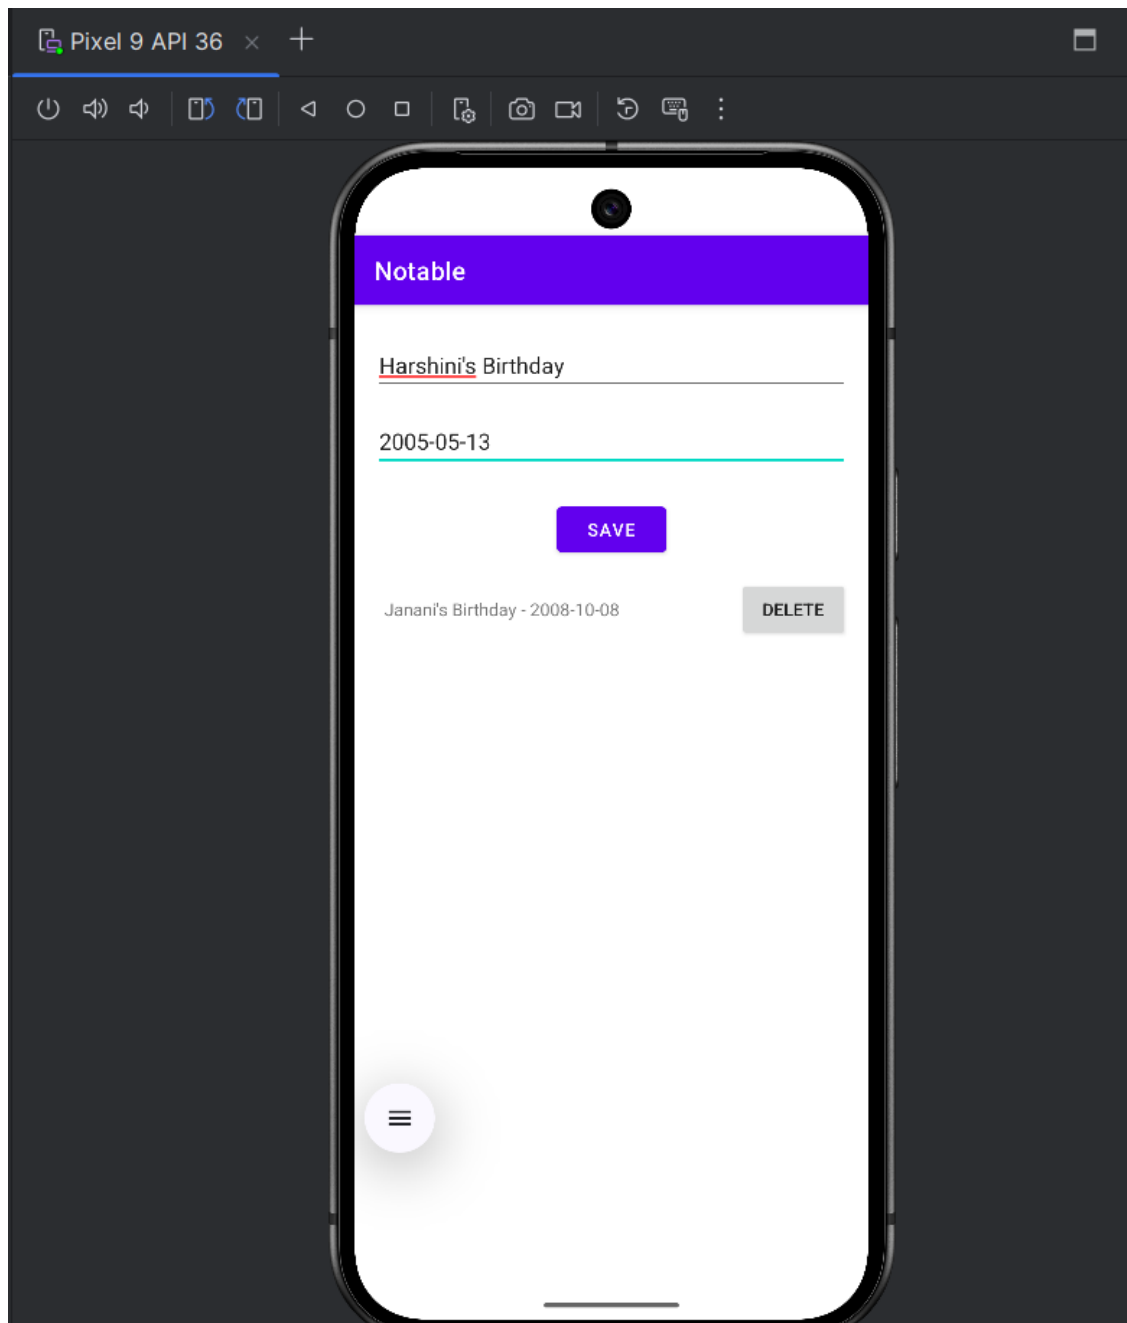 Pixel 9 API 36
Notable
Harshini's Birthday
2005-05-13
SAVE
Janani's Birthday - 2008-10-08
DELETE